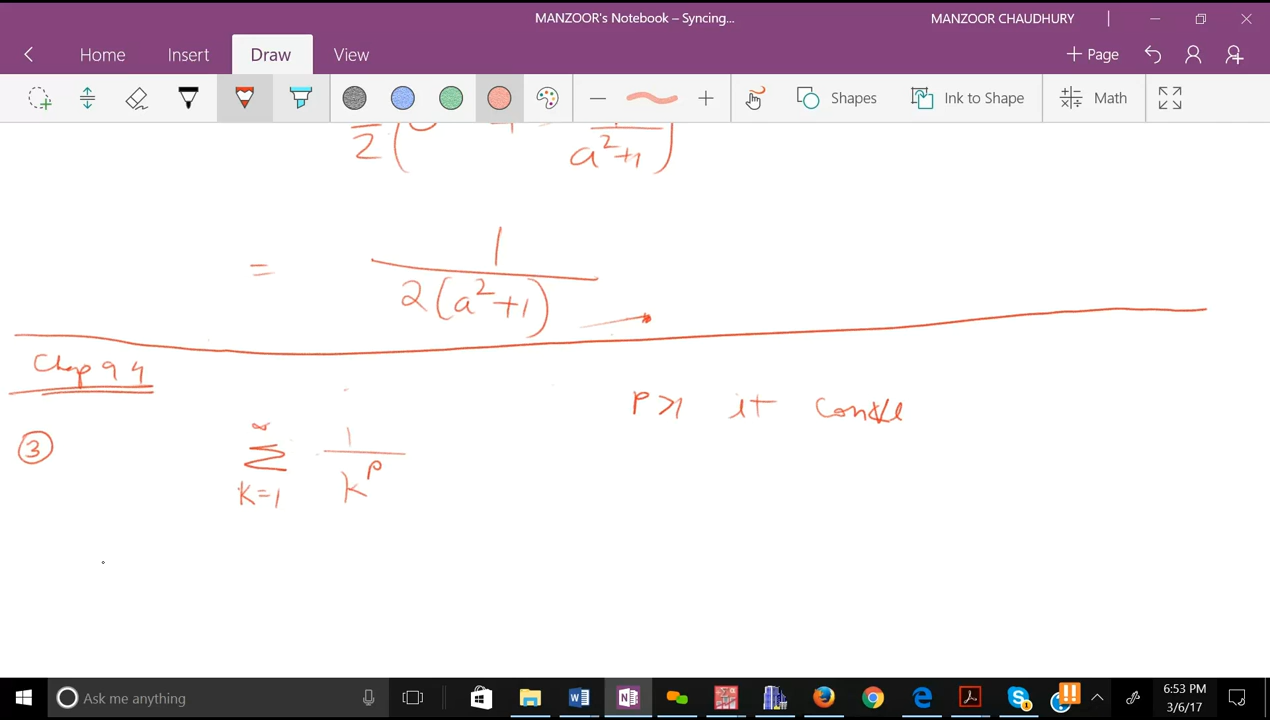 MANZOOR's Notebook – Syncing...
MANZOOR CHAUDHURY
Home Insert Draw View
Page
Shapes
Ink to Shape
Math
2 ( a²+1 )
= 1
2(a²+1)
Chap 9 4
P>1 it
③ ∞
Σ 1
K=1 k^p
Ask me anything
6:53 PM
3/6/17